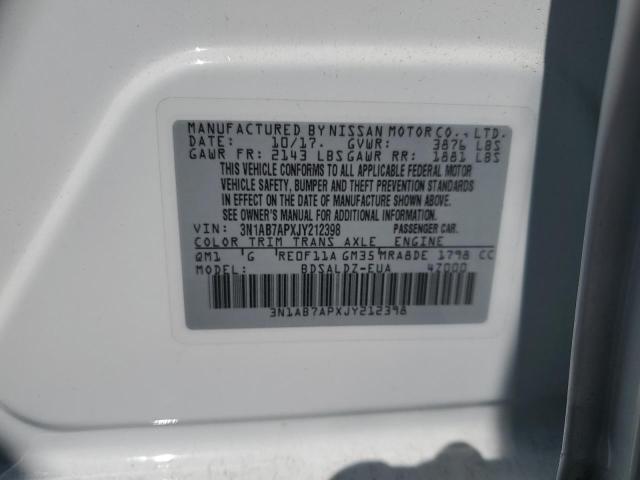 MANUFACTURED BY NISSAN MOTOR CO., LTD.
DATE: 10/17. GVWR: 3876 LBS
GAWR FR: 2143 LBS GAWR RR: 1881 LBS
THIS VEHICLE CONFORMS TO ALL APPLICABLE FEDERAL MOTOR
VEHICLE SAFETY, BUMPER AND THEFT PREVENTION STANDARDS
IN EFFECT ON THE DATE OF MANUFACTURE SHOWN ABOVE.
SEE OWNER'S MANUAL FOR ADDITIONAL INFORMATION.
VIN: 3N1AB7APXJY212398 PASSENGER CAR.
COLOR TRIM TRANS AXLE ENGINE
QM1 G RE0F11A GM35 MRA8DE 1798 CC
MODEL: BDSALDZ-EUA 4Z000
3N1AB7APXJY212398